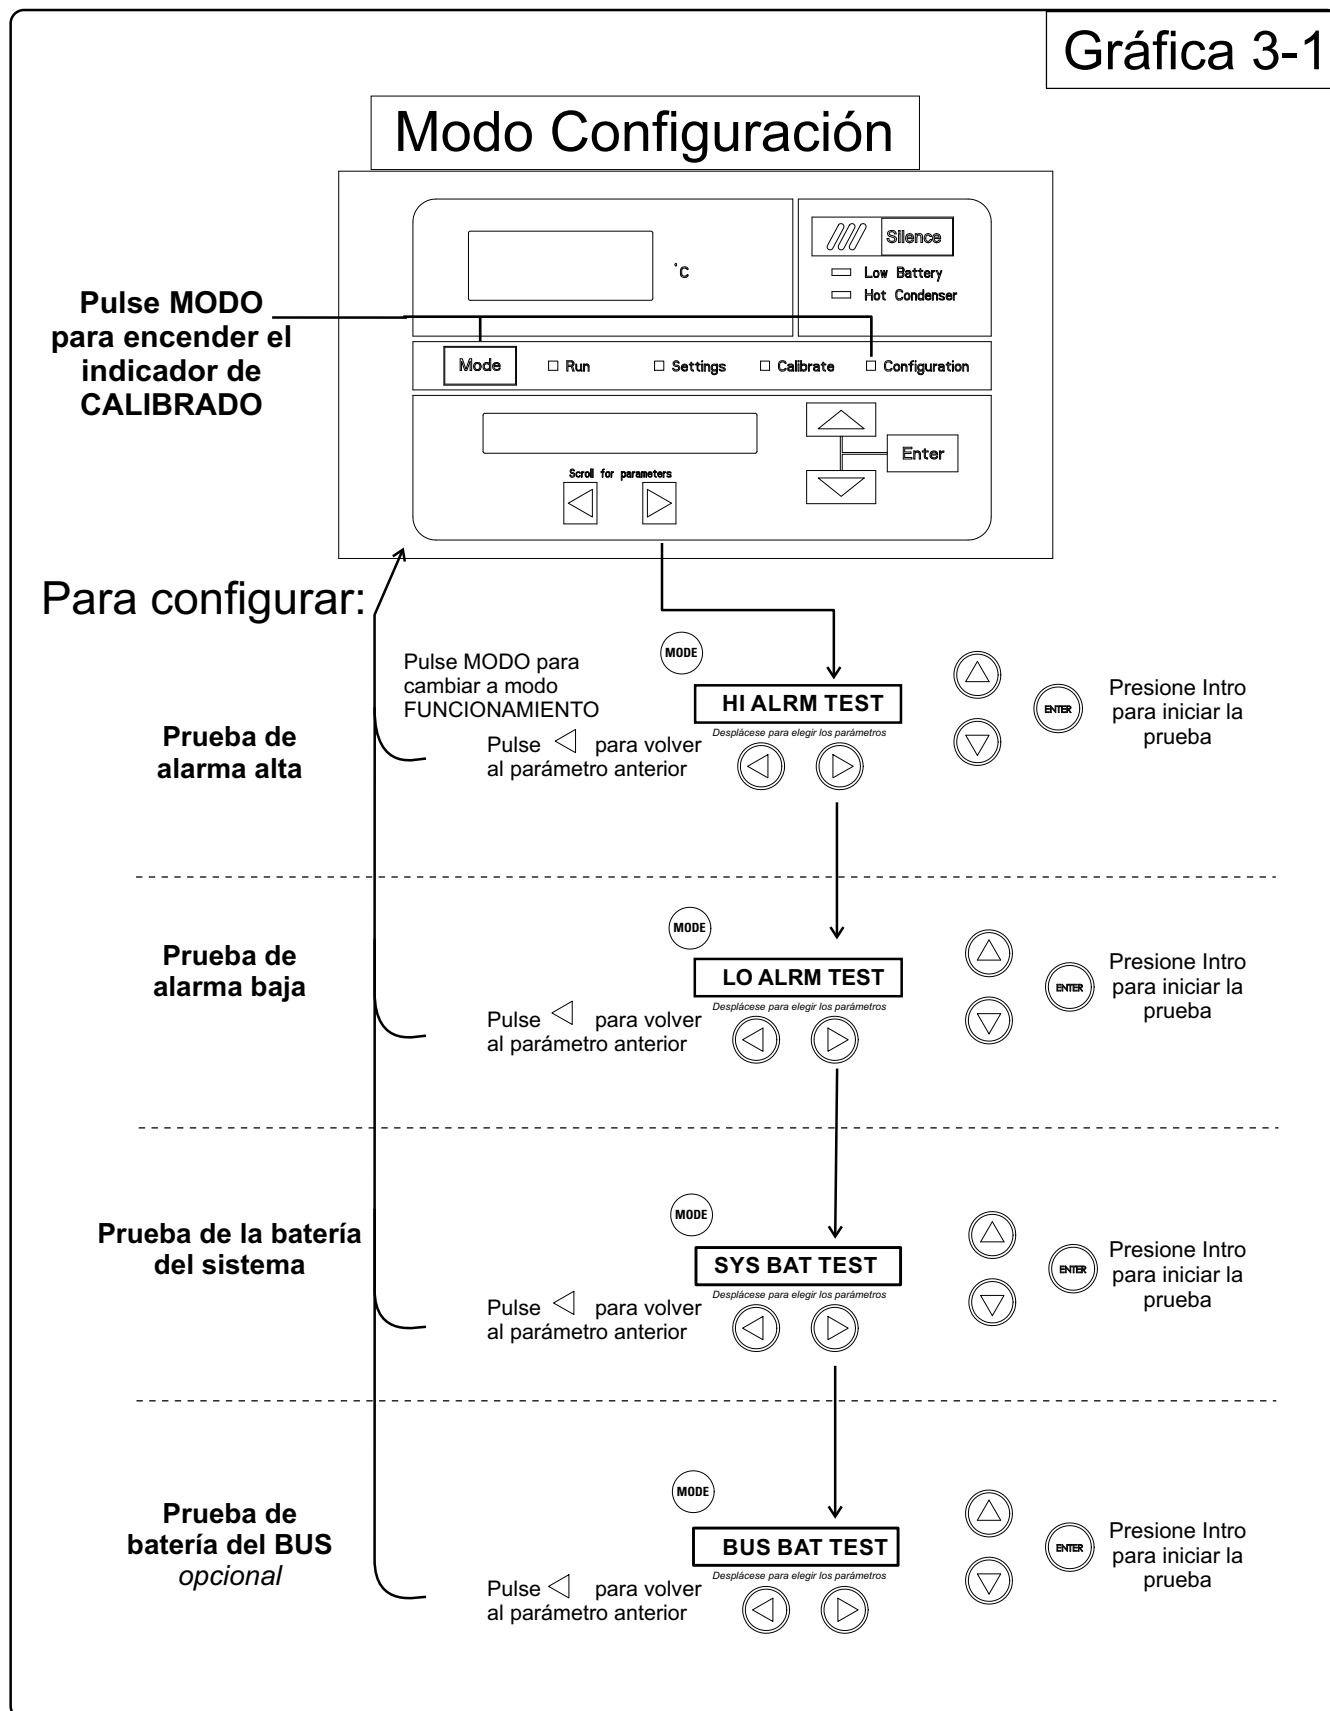 Gráfica 3-1
Modo Configuración
Silence
°C
Low Battery
Hot Condenser
Pulse MODO
para encender el
indicador de
CALIBRADO
Mode
Run
Settings
Calibrate
Configuration
Enter
Scroll for parameters
Para configurar:
Pulse MODO para
cambiar a modo
FUNCIONAMIENTO
Prueba de
alarma alta
Pulse para volver
al parámetro anterior
MODE
HI ALRM TEST
Desplácese para elegir los parámetros
ENTER
Presione Intro
para iniciar la
prueba
Prueba de
alarma baja
Pulse para volver
al parámetro anterior
MODE
LO ALRM TEST
Desplácese para elegir los parámetros
ENTER
Presione Intro
para iniciar la
prueba
Prueba de la batería
del sistema
Pulse para volver
al parámetro anterior
MODE
SYS BAT TEST
Desplácese para elegir los parámetros
ENTER
Presione Intro
para iniciar la
prueba
Prueba de
batería del BUS
opcional
Pulse para volver
al parámetro anterior
MODE
BUS BAT TEST
Desplácese para elegir los parámetros
ENTER
Presione Intro
para iniciar la
prueba